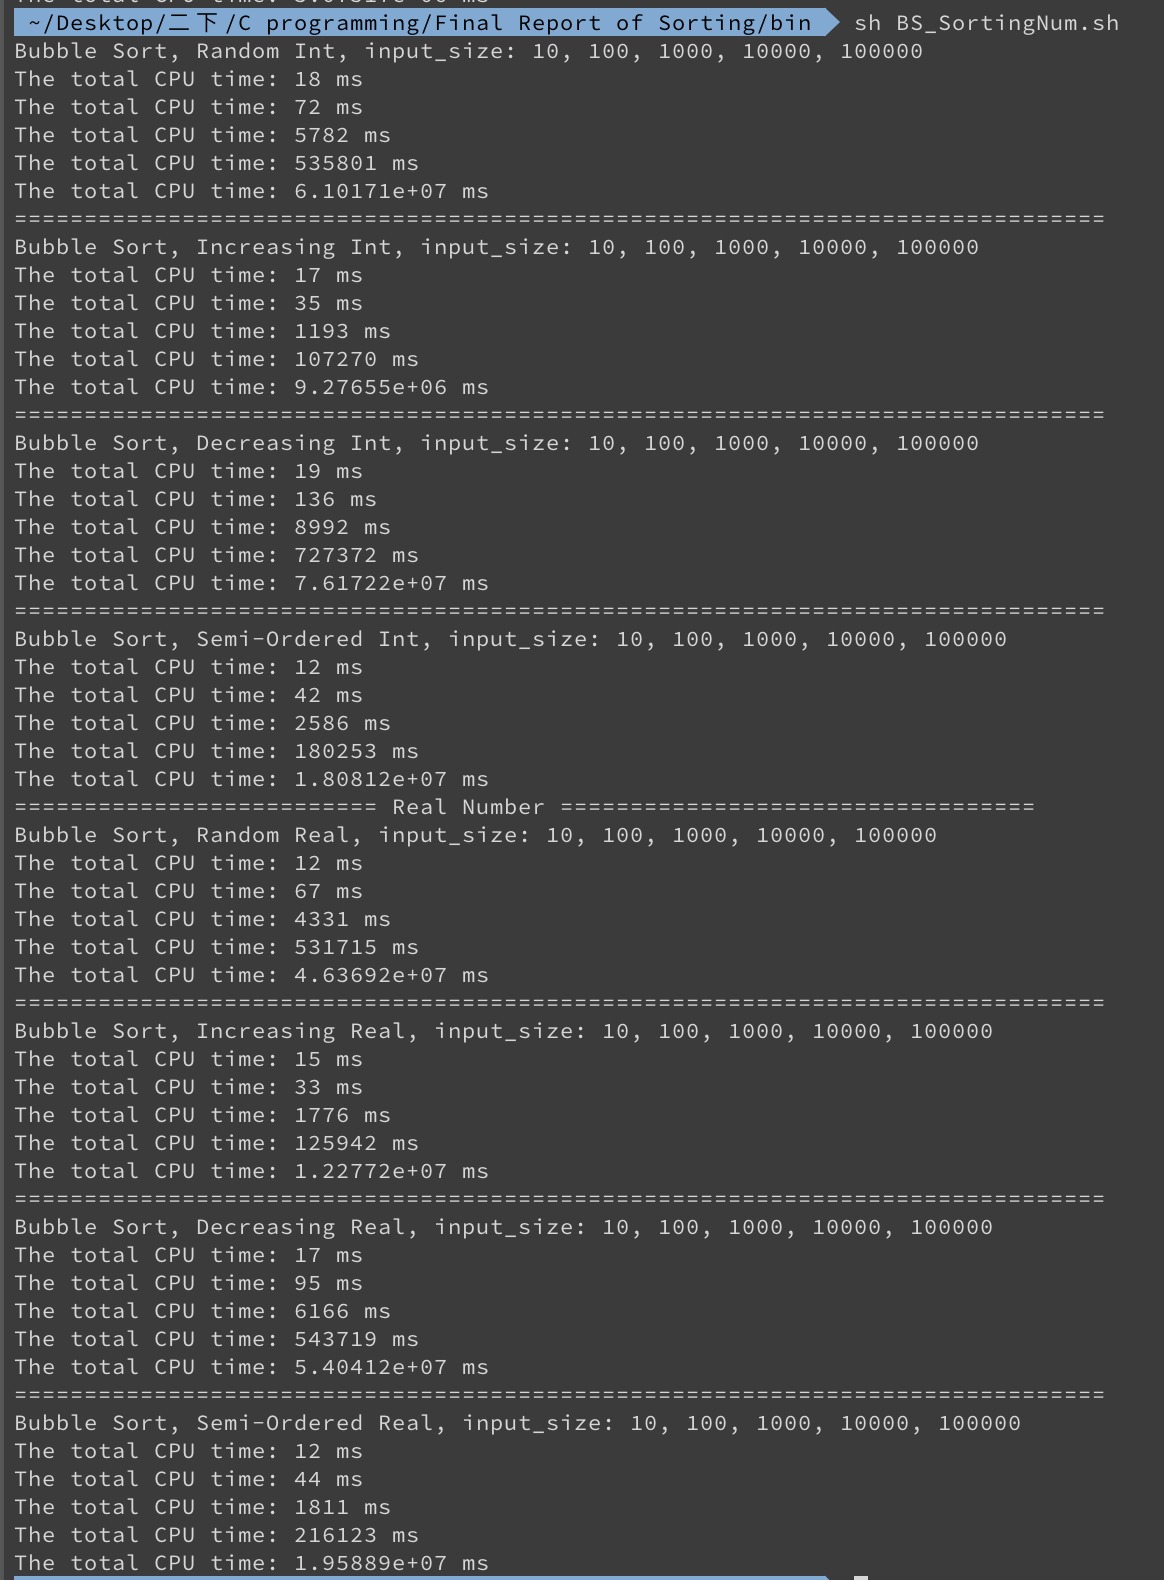 ~/Desktop/二下/C programming/Final Report of Sorting/bin sh BS_SortingNum.sh
Bubble Sort, Random Int, input_size: 10, 100, 1000, 10000, 100000
The total CPU time: 18 ms
The total CPU time: 72 ms
The total CPU time: 5782 ms
The total CPU time: 535801 ms
The total CPU time: 6.10171e+07 ms
==============================================================================
Bubble Sort, Increasing Int, input_size: 10, 100, 1000, 10000, 100000
The total CPU time: 17 ms
The total CPU time: 35 ms
The total CPU time: 1193 ms
The total CPU time: 107270 ms
The total CPU time: 9.27655e+06 ms
==============================================================================
Bubble Sort, Decreasing Int, input_size: 10, 100, 1000, 10000, 100000
The total CPU time: 19 ms
The total CPU time: 136 ms
The total CPU time: 8992 ms
The total CPU time: 727372 ms
The total CPU time: 7.61722e+07 ms
==============================================================================
Bubble Sort, Semi-Ordered Int, input_size: 10, 100, 1000, 10000, 100000
The total CPU time: 12 ms
The total CPU time: 42 ms
The total CPU time: 2586 ms
The total CPU time: 180253 ms
The total CPU time: 1.80812e+07 ms
========================== Real Number ==================================
Bubble Sort, Random Real, input_size: 10, 100, 1000, 10000, 100000
The total CPU time: 12 ms
The total CPU time: 67 ms
The total CPU time: 4331 ms
The total CPU time: 531715 ms
The total CPU time: 4.63692e+07 ms
==============================================================================
Bubble Sort, Increasing Real, input_size: 10, 100, 1000, 10000, 100000
The total CPU time: 15 ms
The total CPU time: 33 ms
The total CPU time: 1776 ms
The total CPU time: 125942 ms
The total CPU time: 1.22772e+07 ms
==============================================================================
Bubble Sort, Decreasing Real, input_size: 10, 100, 1000, 10000, 100000
The total CPU time: 17 ms
The total CPU time: 95 ms
The total CPU time: 6166 ms
The total CPU time: 543719 ms
The total CPU time: 5.40412e+07 ms
==============================================================================
Bubble Sort, Semi-Ordered Real, input_size: 10, 100, 1000, 10000, 100000
The total CPU time: 12 ms
The total CPU time: 44 ms
The total CPU time: 1811 ms
The total CPU time: 216123 ms
The total CPU time: 1.95889e+07 ms